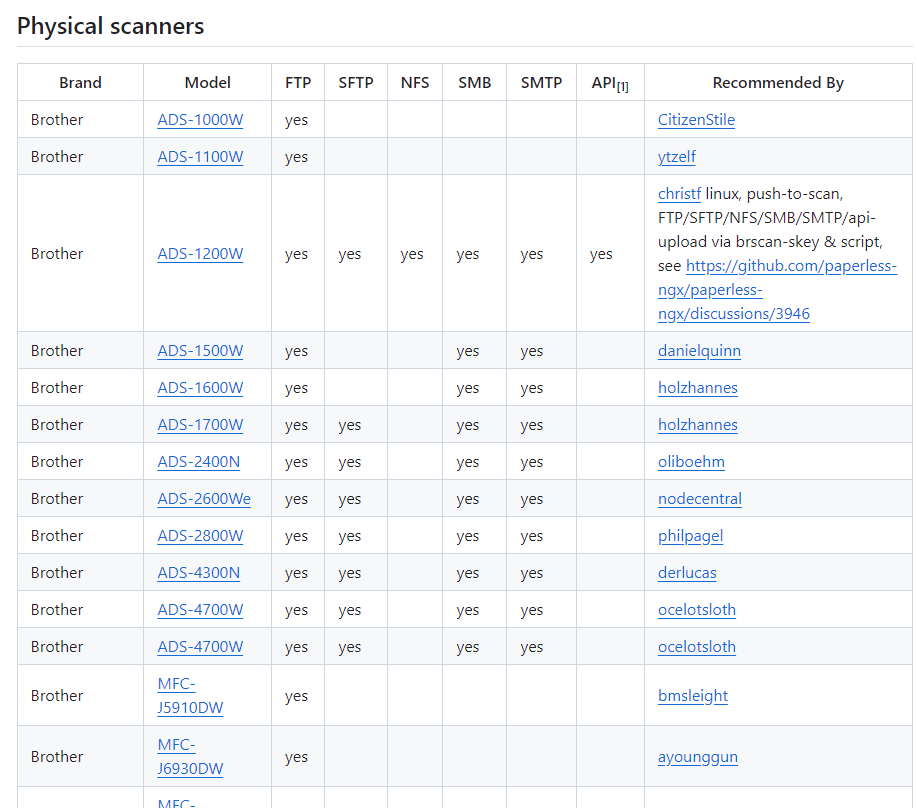 Physical scanners
Brand Model FTP SFTP NFS SMB SMTP API[1] Recommended By
Brother ADS-1000W yes CitizenStile
Brother ADS-1100W yes ytzelf
Brother ADS-1200W yes yes yes yes yes yes christf linux, push-to-scan,
FTP/SFTP/NFS/SMB/SMTP/api-
upload via brscan-skey & script,
see https://github.com/paperless-
ngx/paperless-
ngx/discussions/3946
Brother ADS-1500W yes yes yes danielquinn
Brother ADS-1600W yes yes yes holzhannes
Brother ADS-1700W yes yes yes yes holzhannes
Brother ADS-2400N yes yes yes yes oliboehm
Brother ADS-2600We yes yes yes yes nodecentral
Brother ADS-2800W yes yes yes yes philpagel
Brother ADS-4300N yes yes yes yes derlucas
Brother ADS-4700W yes yes yes yes ocelotsloth
Brother ADS-4700W yes yes yes yes ocelotsloth
Brother MFC-
J5910DW yes bmsleight
Brother MFC-
J6930DW yes ayounggun
MFC-